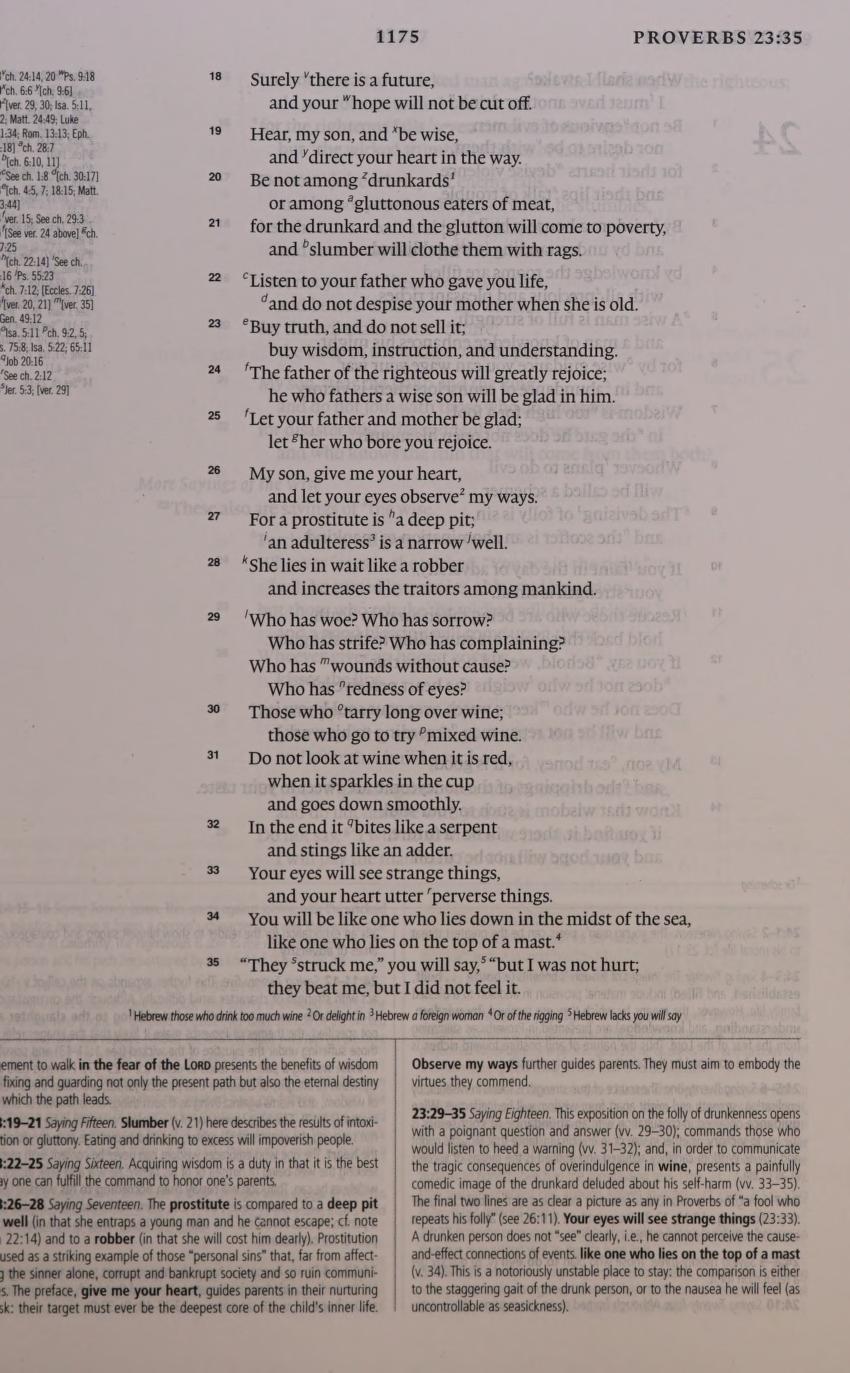 1175 PROVERBS 23:35
ᵛch. 24:14, 20 ʷPs. 9:18
ˣch. 6:6 ʸ[ch. 9:6]
ᶻ[ver. 29, 30; Isa. 5:11,
2; Matt. 24:49; Luke
1:34; Rom. 13:13; Eph.
:18] ᵃch. 28:7
ᵇ[ch. 6:10, 11]
ᶜSee ch. 1:8 ᵈ[ch. 30:17]
ᵉ[ch. 4:5, 7; 18:15; Matt.
3:44]
ᶠver. 15; See ch. 29:3
ᶠ[See ver. 24 above] ᵍch.
7:25
ʰ[ch. 22:14] ⁱSee ch.
:16 ʲPs. 55:23
ᵏch. 7:12; [Eccles. 7:26]
ˡ[ver. 20, 21] ᵐ[ver. 35]
Gen. 49:12
ᵒIsa. 5:11 ᵖch. 9:2, 5;
s. 75:8; Isa. 5:22; 65:11
ᑫJob 20:16
ʳSee ch. 2:12
ˢJer. 5:3; [ver. 29]
18 Surely ᵛthere is a future,
and your ʷhope will not be cut off.
19 Hear, my son, and ˣbe wise,
and ʸdirect your heart in the way.
20 Be not among ᶻdrunkards¹
or among ᵃgluttonous eaters of meat,
21 for the drunkard and the glutton will come to poverty,
and ᵇslumber will clothe them with rags.
22 ᶜListen to your father who gave you life,
ᵈand do not despise your mother when she is old.
23 ᵉBuy truth, and do not sell it;
buy wisdom, instruction, and understanding.
24 ᶠThe father of the righteous will greatly rejoice;
he who fathers a wise son will be glad in him.
25 ᶠLet your father and mother be glad;
let ᵍher who bore you rejoice.
26 My son, give me your heart,
and let your eyes observe² my ways.
27 For a prostitute is ʰa deep pit;
ⁱan adulteress³ is a narrow ʲwell.
28 ᵏShe lies in wait like a robber
and increases the traitors among mankind.
29 ˡWho has woe? Who has sorrow?
Who has strife? Who has complaining?
Who has ᵐwounds without cause?
Who has ⁿredness of eyes?
30 Those who ᵒtarry long over wine;
those who go to try ᵖmixed wine.
31 Do not look at wine when it is red,
when it sparkles in the cup
and goes down smoothly.
32 In the end it ᑫbites like a serpent
and stings like an adder.
33 Your eyes will see strange things,
and your heart utter ʳperverse things.
34 You will be like one who lies down in the midst of the sea,
like one who lies on the top of a mast.⁴
35 “They ˢstruck me,” you will say,⁵ “but I was not hurt;
they beat me, but I did not feel it.
¹Hebrew those who drink too much wine ²Or delight in ³Hebrew a foreign woman ⁴Or of the rigging ⁵Hebrew lacks you will say
ement to walk in the fear of the LORD presents the benefits of wisdom
fixing and guarding not only the present path but also the eternal destiny
which the path leads.
:19–21 Saying Fifteen. Slumber (v. 21) here describes the results of intoxi-
tion or gluttony. Eating and drinking to excess will impoverish people.
:22–25 Saying Sixteen. Acquiring wisdom is a duty in that it is the best
ay one can fulfill the command to honor one's parents.
:26–28 Saying Seventeen. The prostitute is compared to a deep pit
well (in that she entraps a young man and he cannot escape; cf. note
22:14) and to a robber (in that she will cost him dearly). Prostitution
used as a striking example of those “personal sins” that, far from affect-
g the sinner alone, corrupt and bankrupt society and so ruin communi-
s. The preface, give me your heart, guides parents in their nurturing
sk: their target must ever be the deepest core of the child's inner life.
Observe my ways further guides parents. They must aim to embody the
virtues they commend.
23:29–35 Saying Eighteen. This exposition on the folly of drunkenness opens
with a poignant question and answer (vv. 29–30); commands those who
would listen to heed a warning (vv. 31–32); and, in order to communicate
the tragic consequences of overindulgence in wine, presents a painfully
comedic image of the drunkard deluded about his self-harm (vv. 33–35).
The final two lines are as clear a picture as any in Proverbs of “a fool who
repeats his folly” (see 26:11). Your eyes will see strange things (23:33).
A drunken person does not “see” clearly, i.e., he cannot perceive the cause-
and-effect connections of events. like one who lies on the top of a mast
(v. 34). This is a notoriously unstable place to stay: the comparison is either
to the staggering gait of the drunk person, or to the nausea he will feel (as
uncontrollable as seasickness).